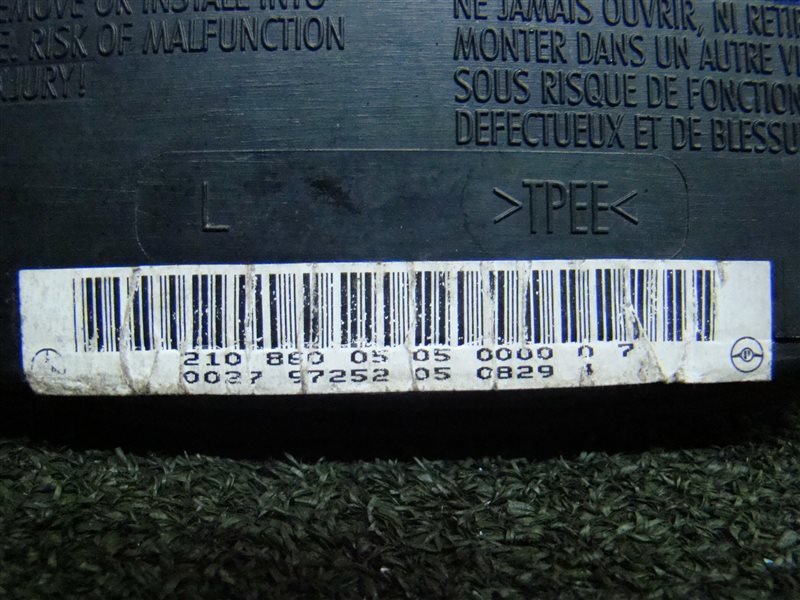 REMOVE OR INSTALL INTO
RISK OF MALFUNCTION
INJURY!
NE JAMAIS OUVRIR, NI RETIR
MONTER DANS UN AUTRE VE
SOUS RISQUE DE FONCTION
DEFECTUEUX ET DE BLESSU
L
>TPEE<
210 860 05 05 0000 0 7
0027 97252 05 0829